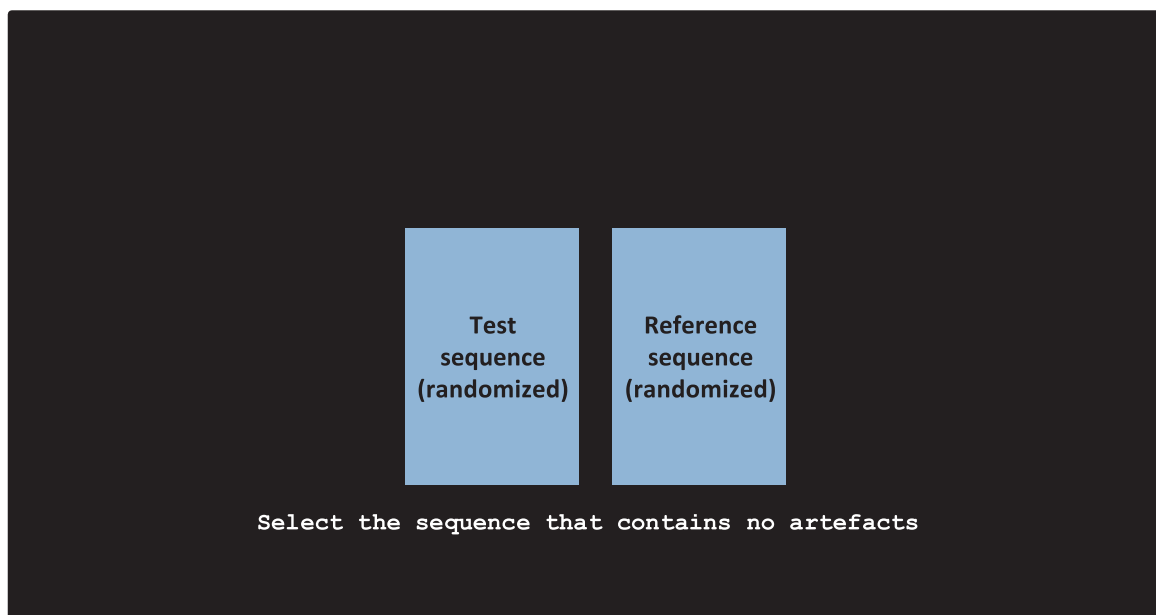 Test
sequence
(randomized)
Reference
sequence
(randomized)
Select the sequence that contains no artefacts